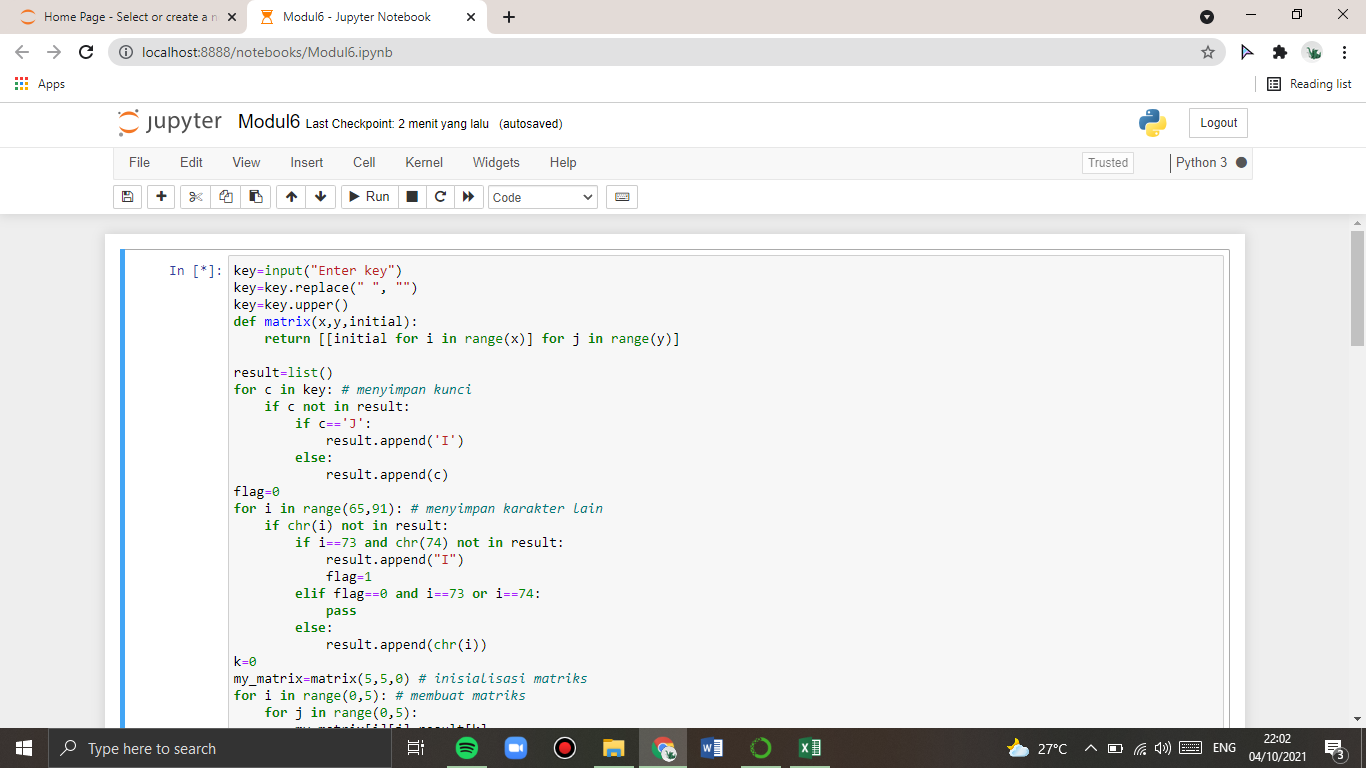 Home Page - Select or create a n
Modul6 - Jupyter Notebook
localhost:8888/notebooks/Modul6.ipynb
Apps
Reading list
jupyter Modul6 Last Checkpoint: 2 menit yang lalu (autosaved)
Logout
File Edit View Insert Cell Kernel Widgets Help
Trusted
Python 3
Run
Code
In [*]:
key=input("Enter key")
key=key.replace(" ", "")
key=key.upper()
def matrix(x,y,initial):
    return [[initial for i in range(x)] for j in range(y)]

result=list()
for c in key: # menyimpan kunci
    if c not in result:
        if c=='J':
            result.append('I')
        else:
            result.append(c)
flag=0
for i in range(65,91): # menyimpan karakter lain
    if chr(i) not in result:
        if i==73 and chr(74) not in result:
            result.append("I")
            flag=1
        elif flag==0 and i==73 or i==74:
            pass
        else:
            result.append(chr(i))
k=0
my_matrix=matrix(5,5,0) # inisialisasi matriks
for i in range(0,5): # membuat matriks
    for j in range(0,5):
Type here to search
27°C
ENG
22:02
04/10/2021
3